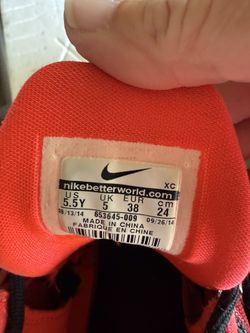 XC
nikebetterworld.com
US UK EUR cm
5.5Y 5 38 24
08/13/14 09/26/14
653645-009
MADE IN CHINA
FABRIQUE EN CHINE